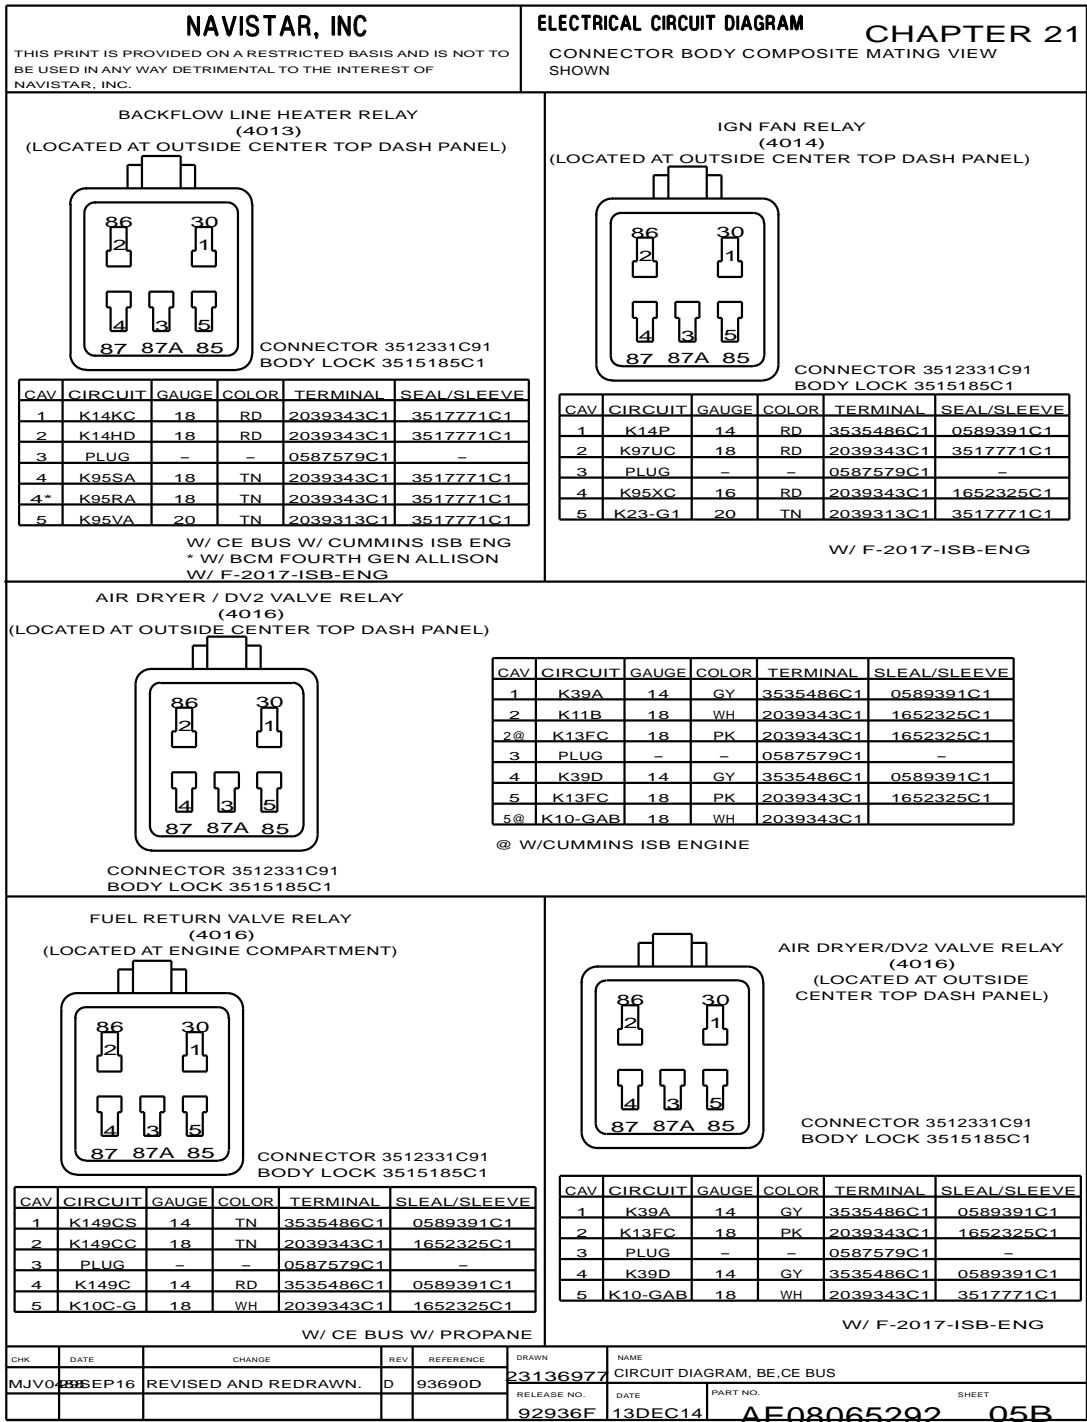 NAVISTAR, INC
THIS PRINT IS PROVIDED ON A RESTRICTED BASIS AND IS NOT TO
BE USED IN ANY WAY DETRIMENTAL TO THE INTEREST OF
NAVISTAR, INC.
ELECTRICAL CIRCUIT DIAGRAM
CHAPTER 21
CONNECTOR BODY COMPOSITE MATING VIEW
SHOWN
BACKFLOW LINE HEATER RELAY
(4013)
(LOCATED AT OUTSIDE CENTER TOP DASH PANEL)
86 30
2 1
4 3 5
87 87A 85
CONNECTOR 3512331C91
BODY LOCK 3515185C1
CAV CIRCUIT GAUGE COLOR TERMINAL SEAL/SLEEVE
1 K14KC 18 RD 2039343C1 3517771C1
2 K14HD 18 RD 2039343C1 3517771C1
3 PLUG – – 0587579C1 –
4 K95SA 18 TN 2039343C1 3517771C1
4* K95RA 18 TN 2039343C1 3517771C1
5 K95VA 20 TN 2039313C1 3517771C1
W/ CE BUS W/ CUMMINS ISB ENG
* W/ BCM FOURTH GEN ALLISON
W/ F-2017-ISB-ENG
IGN FAN RELAY
(4014)
(LOCATED AT OUTSIDE CENTER TOP DASH PANEL)
86 30
2 1
4 3 5
87 87A 85
CONNECTOR 3512331C91
BODY LOCK 3515185C1
CAV CIRCUIT GAUGE COLOR TERMINAL SEAL/SLEEVE
1 K14P 14 RD 3535486C1 0589391C1
2 K97UC 18 RD 2039343C1 3517771C1
3 PLUG – – 0587579C1 –
4 K95XC 16 RD 2039343C1 1652325C1
5 K23-G1 20 TN 2039313C1 3517771C1
W/ F-2017-ISB-ENG
AIR DRYER / DV2 VALVE RELAY
(4016)
(LOCATED AT OUTSIDE CENTER TOP DASH PANEL)
86 30
2 1
4 3 5
87 87A 85
CONNECTOR 3512331C91
BODY LOCK 3515185C1
CAV CIRCUIT GAUGE COLOR TERMINAL SLEAL/SLEEVE
1 K39A 14 GY 3535486C1 0589391C1
2 K11B 18 WH 2039343C1 1652325C1
2@ K13FC 18 PK 2039343C1 1652325C1
3 PLUG – – 0587579C1 –
4 K39D 14 GY 3535486C1 0589391C1
5 K13FC 18 PK 2039343C1 1652325C1
5@ K10-GAB 18 WH 2039343C1
@ W/CUMMINS ISB ENGINE
FUEL RETURN VALVE RELAY
(4016)
(LOCATED AT ENGINE COMPARTMENT)
86 30
2 1
4 3 5
87 87A 85
CONNECTOR 3512331C91
BODY LOCK 3515185C1
CAV CIRCUIT GAUGE COLOR TERMINAL SLEAL/SLEEVE
1 K149CS 14 TN 3535486C1 0589391C1
2 K149CC 18 TN 2039343C1 1652325C1
3 PLUG – – 0587579C1 –
4 K149C 14 RD 3535486C1 0589391C1
5 K10C-G 18 WH 2039343C1 1652325C1
W/ CE BUS W/ PROPANE
AIR DRYER/DV2 VALVE RELAY
(4016)
(LOCATED AT OUTSIDE
CENTER TOP DASH PANEL)
86 30
2 1
4 3 5
87 87A 85
CONNECTOR 3512331C91
BODY LOCK 3515185C1
CAV CIRCUIT GAUGE COLOR TERMINAL SLEAL/SLEEVE
1 K39A 14 GY 3535486C1 0589391C1
2 K13FC 18 PK 2039343C1 1652325C1
3 PLUG – – 0587579C1 –
4 K39D 14 GY 3535486C1 0589391C1
5 K10-GAB 18 WH 2039343C1 3517771C1
W/ F-2017-ISB-ENG
CHK DATE CHANGE REV REFERENCE
REVISED AND REDRAWN. D 93690D
DRAWN
23136977
NAME
CIRCUIT DIAGRAM, BE,CE BUS
RELEASE NO.
92936F
DATE
13DEC14
PART NO.
AE08065292
SHEET
05B